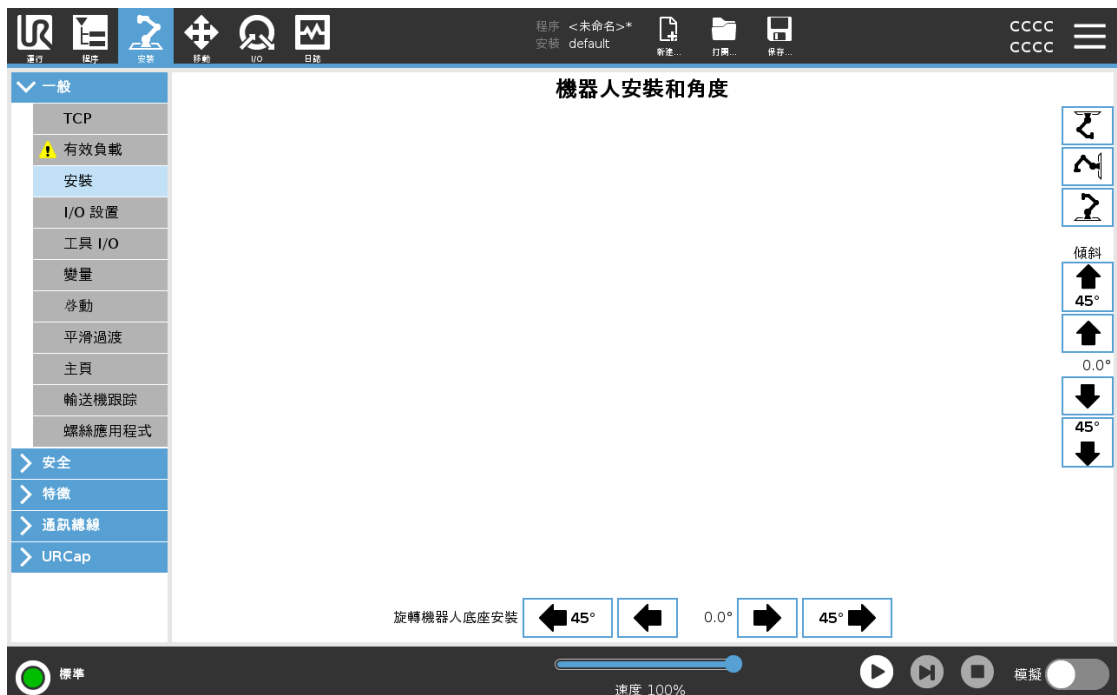 程序 <未命名>*
安裝 default
CCCC
CCCC
運行
程序
安裝
移動
I/O
日誌
新建...
打開...
保存...
一般
TCP
有效負載
安裝
I/O 設置
工具 I/O
變量
啓動
平滑過渡
主頁
輸送機跟踪
螺絲應用程式
安全
特徵
通訊總線
URCap
機器人安裝和角度
傾斜
45°
0.0°
45°
旋轉機器人底座安裝
45°
0.0°
45°
標準
速度 100%
模擬